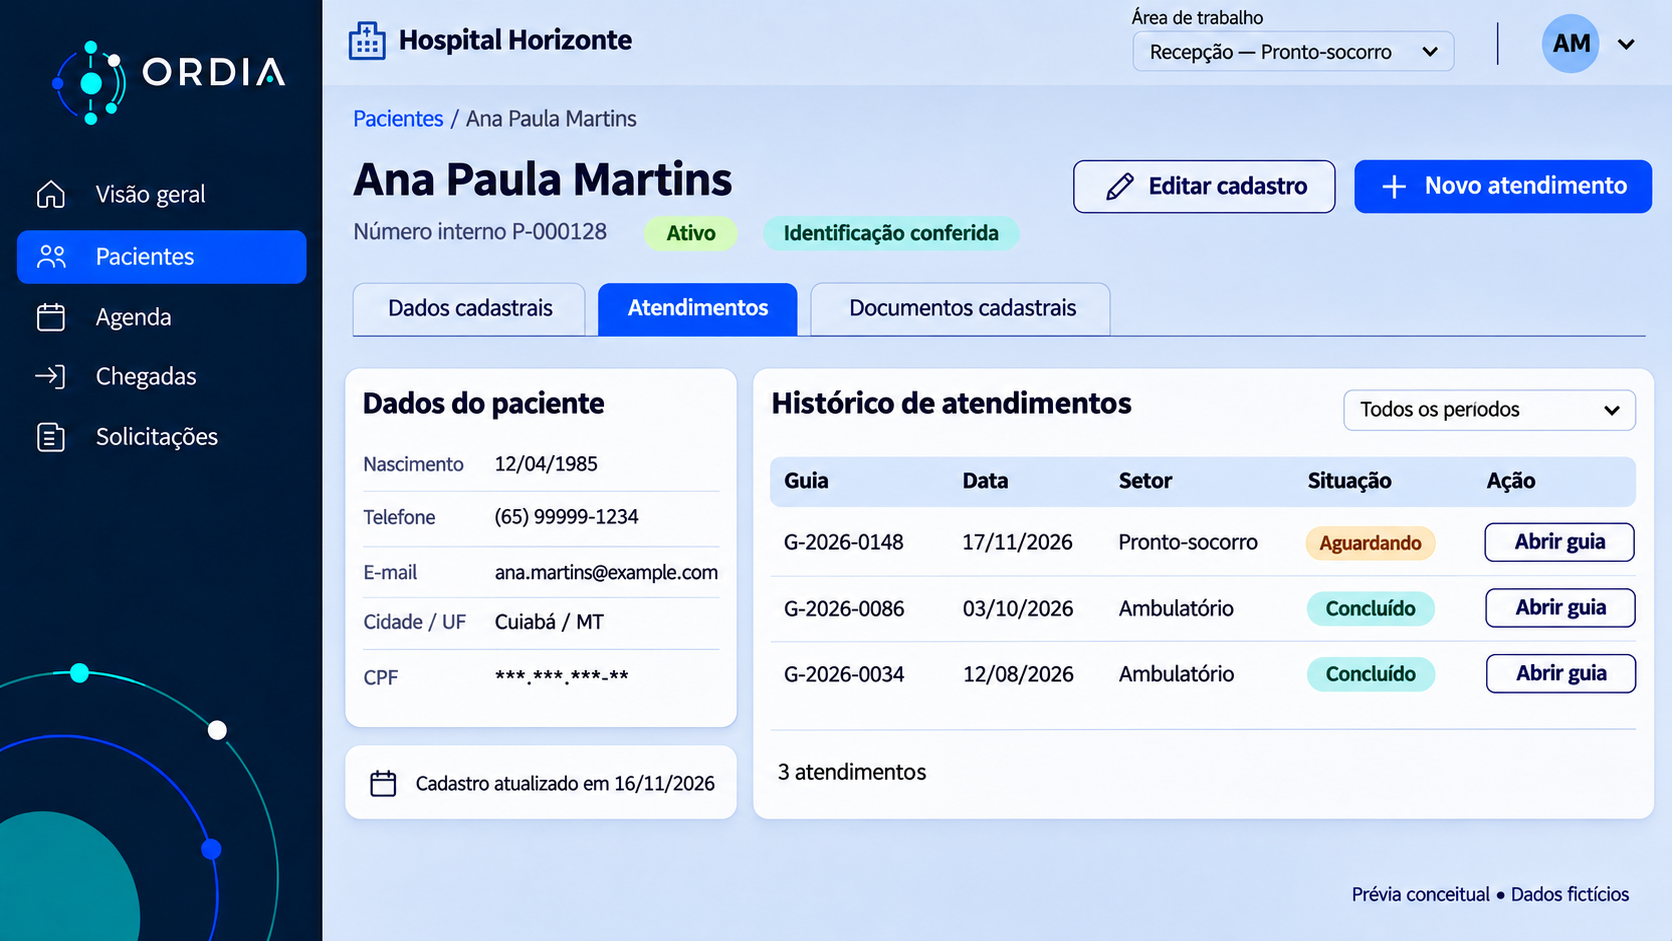 ORDIA
Visão geral
Pacientes
Agenda
Chegadas
Solicitações
Hospital Horizonte
Área de trabalho
Recepção — Pronto-socorro
AM
Pacientes / Ana Paula Martins
Ana Paula Martins
Editar cadastro
Novo atendimento
Número interno P-000128
Ativo
Identificação conferida
Dados cadastrais
Atendimentos
Documentos cadastrais
Dados do paciente
Nascimento 12/04/1985
Telefone (65) 99999-1234
E-mail ana.martins@example.com
Cidade / UF Cuiabá / MT
CPF ***.***.***-**
Cadastro atualizado em 16/11/2026
Histórico de atendimentos
Todos os períodos
Guia Data Setor Situação Ação
G-2026-0148 17/11/2026 Pronto-socorro Aguardando Abrir guia
G-2026-0086 03/10/2026 Ambulatório Concluído Abrir guia
G-2026-0034 12/08/2026 Ambulatório Concluído Abrir guia
3 atendimentos
Prévia conceitual • Dados fictícios